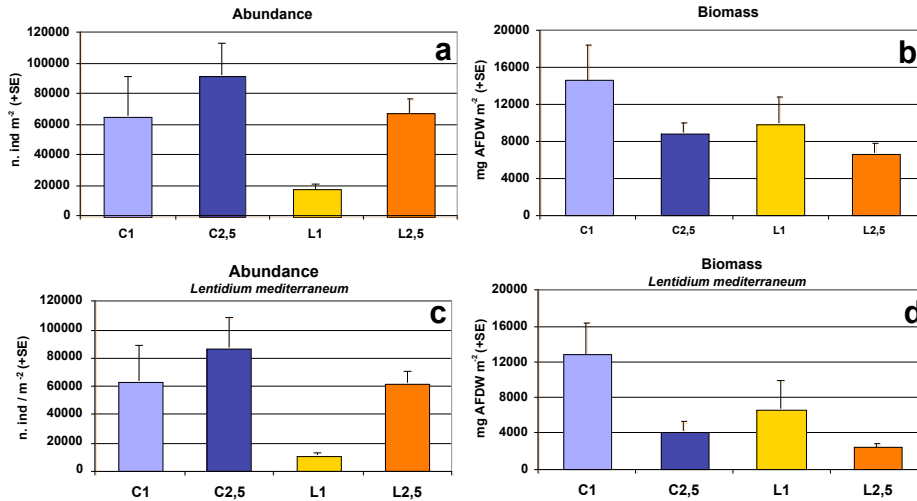 Abundance
a
n. ind m⁻² (+SE)
120000
100000
80000
60000
40000
20000
0
C1 C2,5 L1 L2,5
Biomass
b
mg AFDW m⁻² (+SE)
20000
16000
12000
8000
4000
0
C1 C2,5 L1 L2,5
Abundance
Lentidium mediterraneum
c
n. ind / m⁻² (+SE)
120000
100000
80000
60000
40000
20000
0
C1 C2,5 L1 L2,5
Biomass
Lentidium mediterraneum
d
mg AFDW m⁻² (+SE)
20000
16000
12000
8000
4000
0
C1 C2,5 L1 L2,5